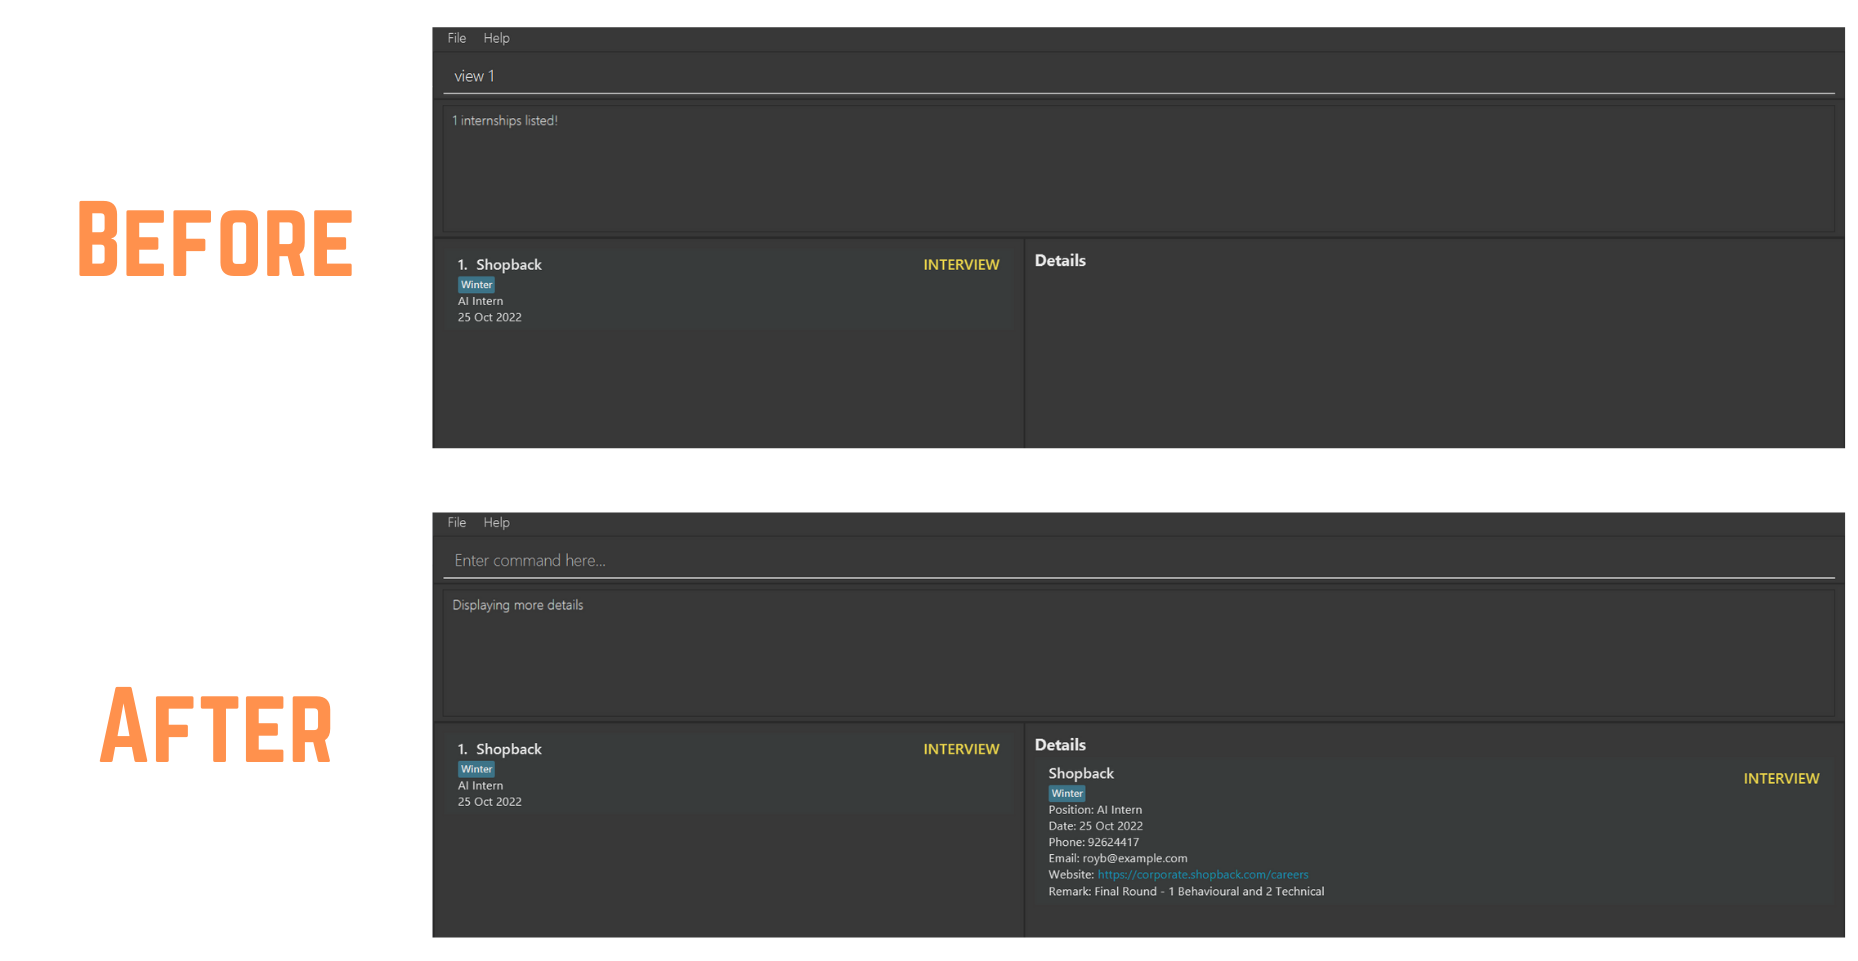 BEFORE
File Help
view 1
1 internships listed!
1. Shopback INTERVIEW
Winter
AI Intern
25 Oct 2022
Details
AFTER
File Help
Enter command here...
Displaying more details
1. Shopback INTERVIEW
Winter
AI Intern
25 Oct 2022
Details
Shopback INTERVIEW
Winter
Position: AI Intern
Date: 25 Oct 2022
Phone: 92624417
Email: royb@example.com
Website: https://corporate.shopback.com/careers
Remark: Final Round - 1 Behavioural and 2 Technical